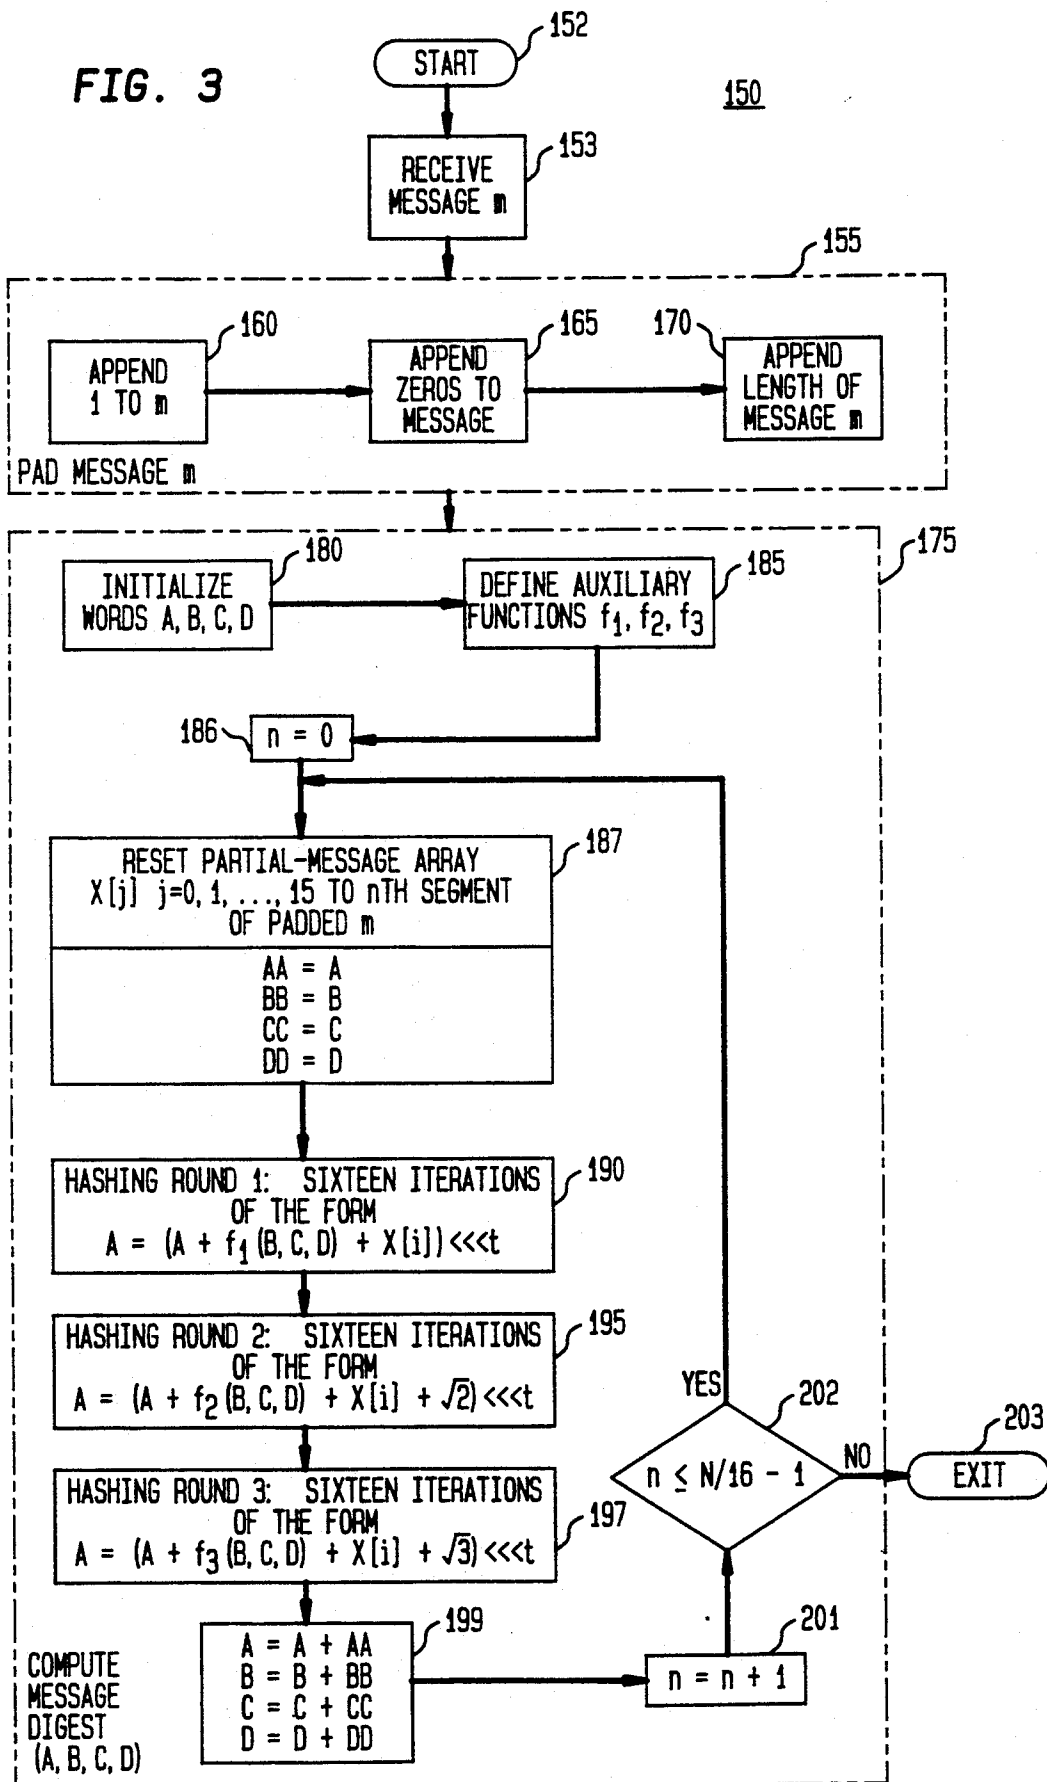 FIG. 3
START
152
150
RECEIVE
MESSAGE m
153
155
APPEND
1 TO m
160
APPEND
ZEROS TO
MESSAGE
165
170
APPEND
LENGTH OF
MESSAGE m
PAD MESSAGE m
175
INITIALIZE
WORDS A, B, C, D
180
DEFINE AUXILIARY
FUNCTIONS f₁, f₂, f₃
185
186
n = 0
RESET PARTIAL-MESSAGE ARRAY
X[j] j=0, 1, ..., 15 TO nTH SEGMENT
OF PADDED m
187
AA = A
BB = B
CC = C
DD = D
HASHING ROUND 1: SIXTEEN ITERATIONS
OF THE FORM
A = (A + f₁(B, C, D) + X[i])<<<t
190
HASHING ROUND 2: SIXTEEN ITERATIONS
OF THE FORM
A = (A + f₂(B, C, D) + X[i] + √2)<<<t
195
HASHING ROUND 3: SIXTEEN ITERATIONS
OF THE FORM
A = (A + f₃(B, C, D) + X[i] + √3)<<<t
197
A = A + AA
B = B + BB
C = C + CC
D = D + DD
199
n = n + 1
201
n ≤ N/16 - 1
202
YES
NO
EXIT
203
COMPUTE
MESSAGE
DIGEST
(A, B, C, D)